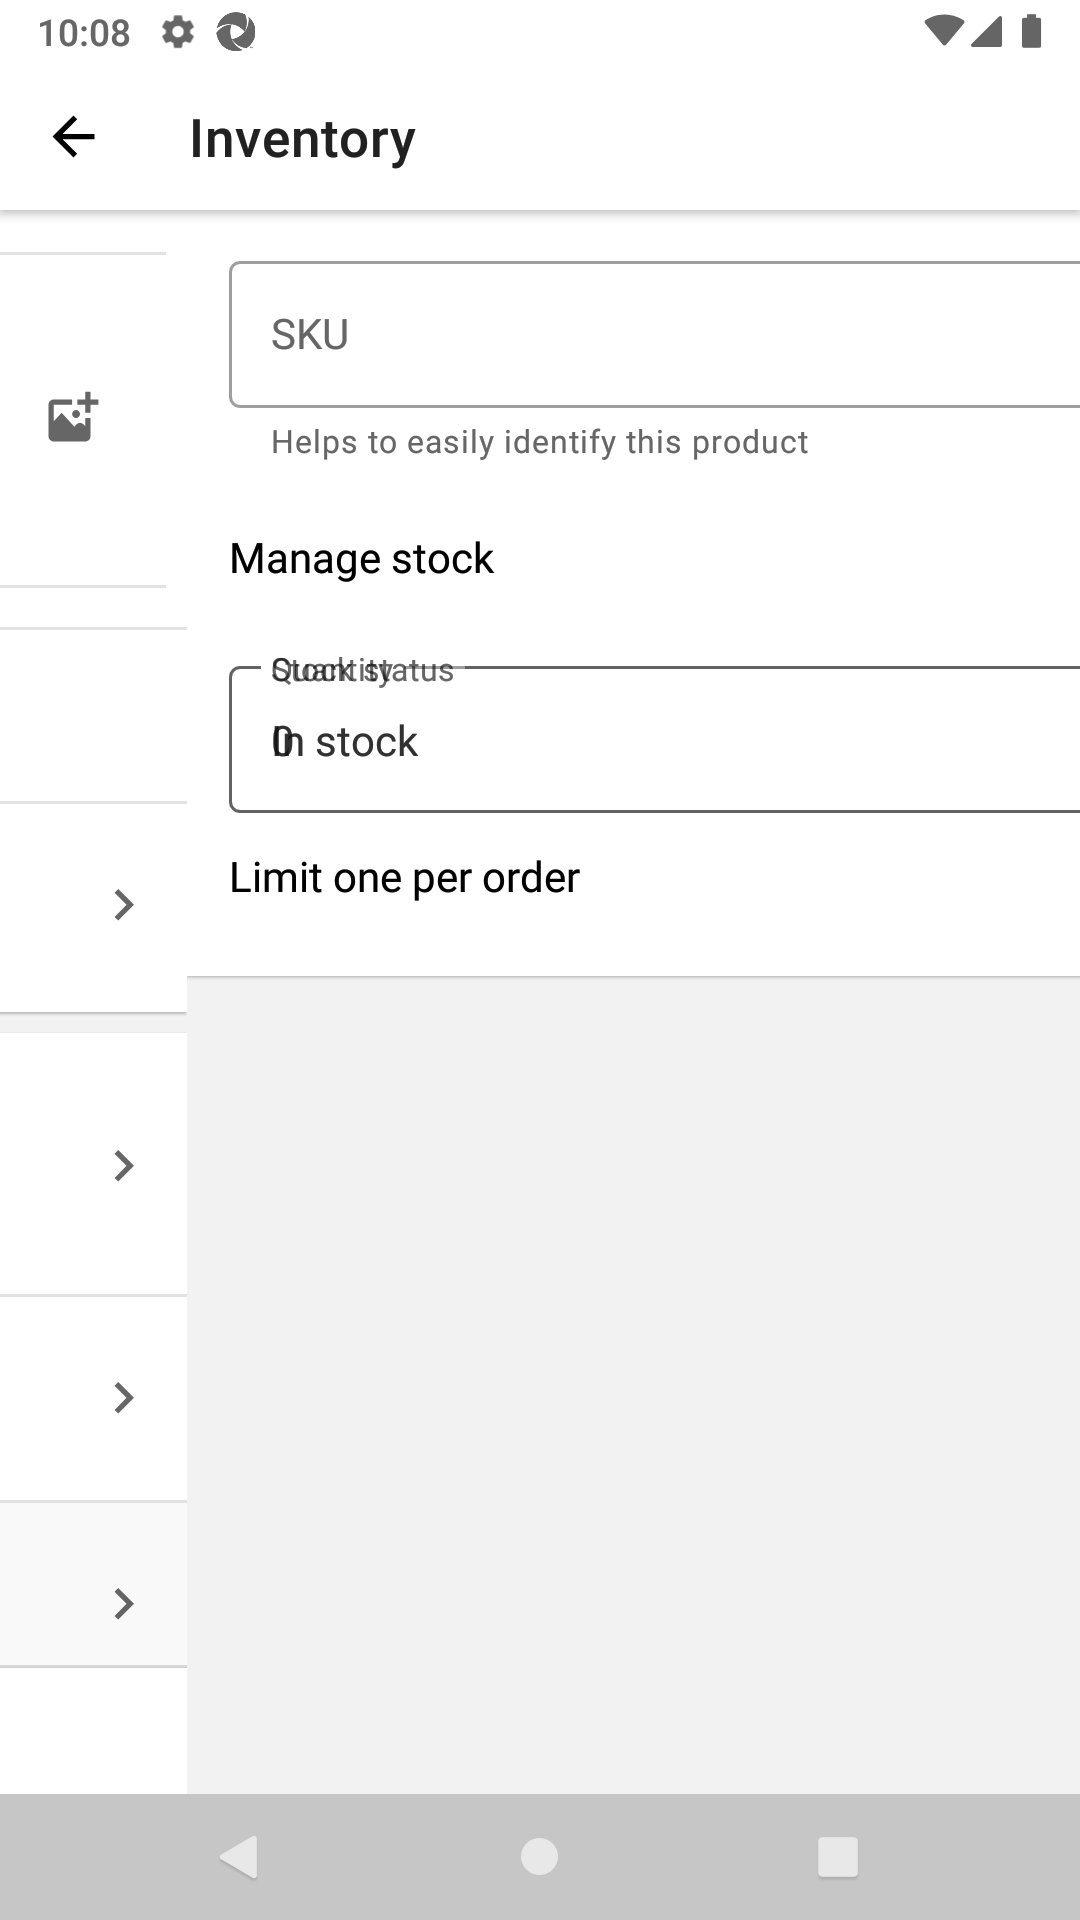 10:08
Inventory
SKU
Helps to easily identify this product
Manage stock
Stock status
Quantity
In stock
0
Limit one per order